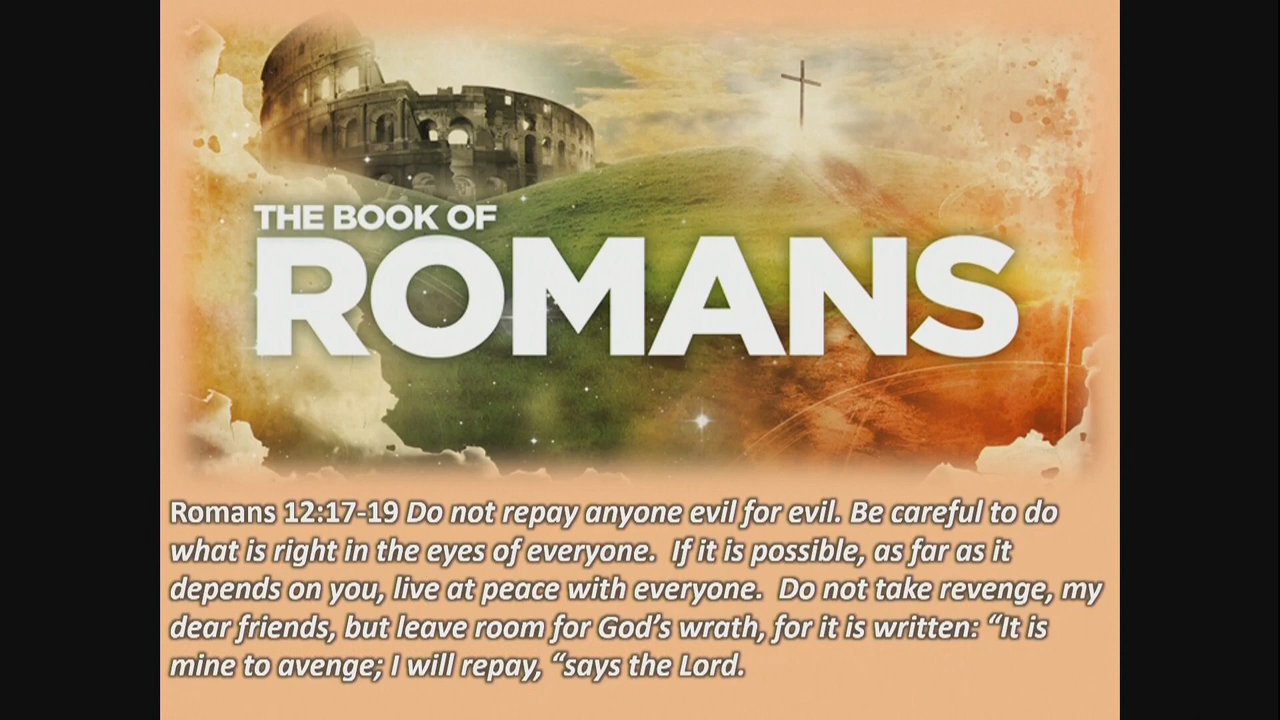 THE BOOK OF
ROMANS
Romans 12:17-19 Do not repay anyone evil for evil. Be careful to do
what is right in the eyes of everyone.  If it is possible, as far as it
depends on you, live at peace with everyone.  Do not take revenge, my
dear friends, but leave room for God’s wrath, for it is written: “It is
mine to avenge; I will repay, “says the Lord.